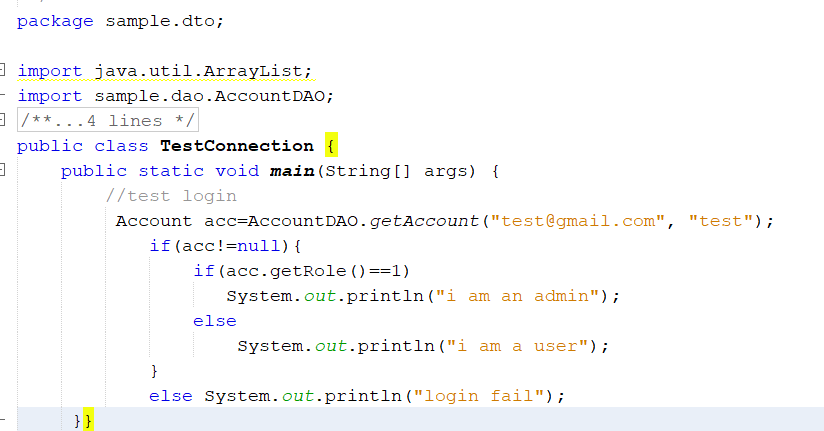 package sample.dto;
import java.util.ArrayList;
import sample.dao.AccountDAO;
/**...4 lines */
public class TestConnection {
public static void main(String[] args) {
//test login
Account acc=AccountDAO.getAccount("test@gmail.com", "test");
if(acc!=null){
if(acc.getRole()==1)
System.out.println("i am an admin");
else
System.out.println("i am a user");
}
else System.out.println("login fail");
}}